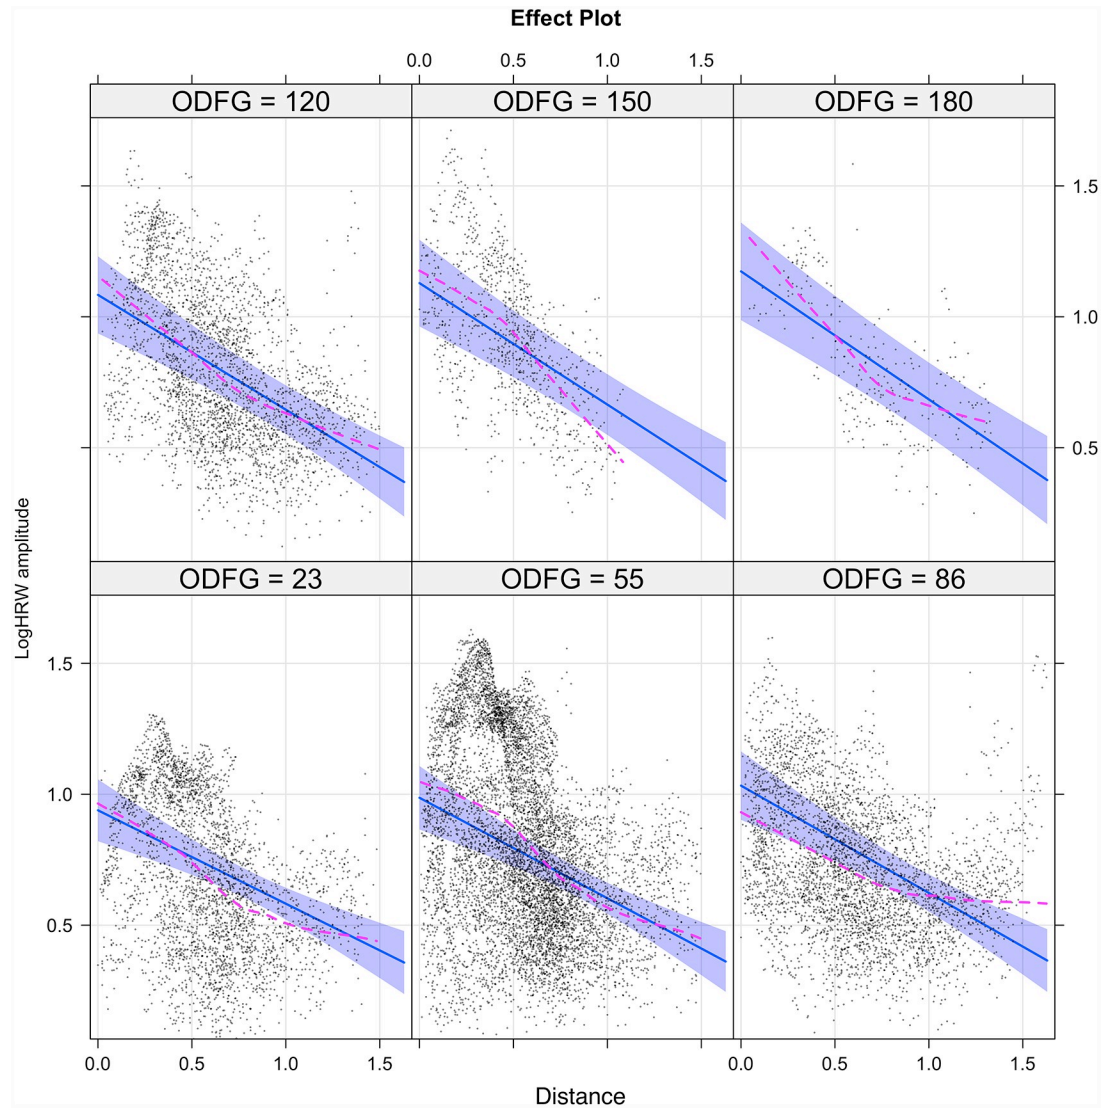 Effect Plot
0.0 0.5 1.0 1.5
ODFG = 120 ODFG = 150 ODFG = 180
1.5
1.0
0.5
LogHRW amplitude
ODFG = 23 ODFG = 55 ODFG = 86
1.5
1.0
0.5
0.0 0.5 1.0 1.5 0.0 0.5 1.0 1.5
Distance